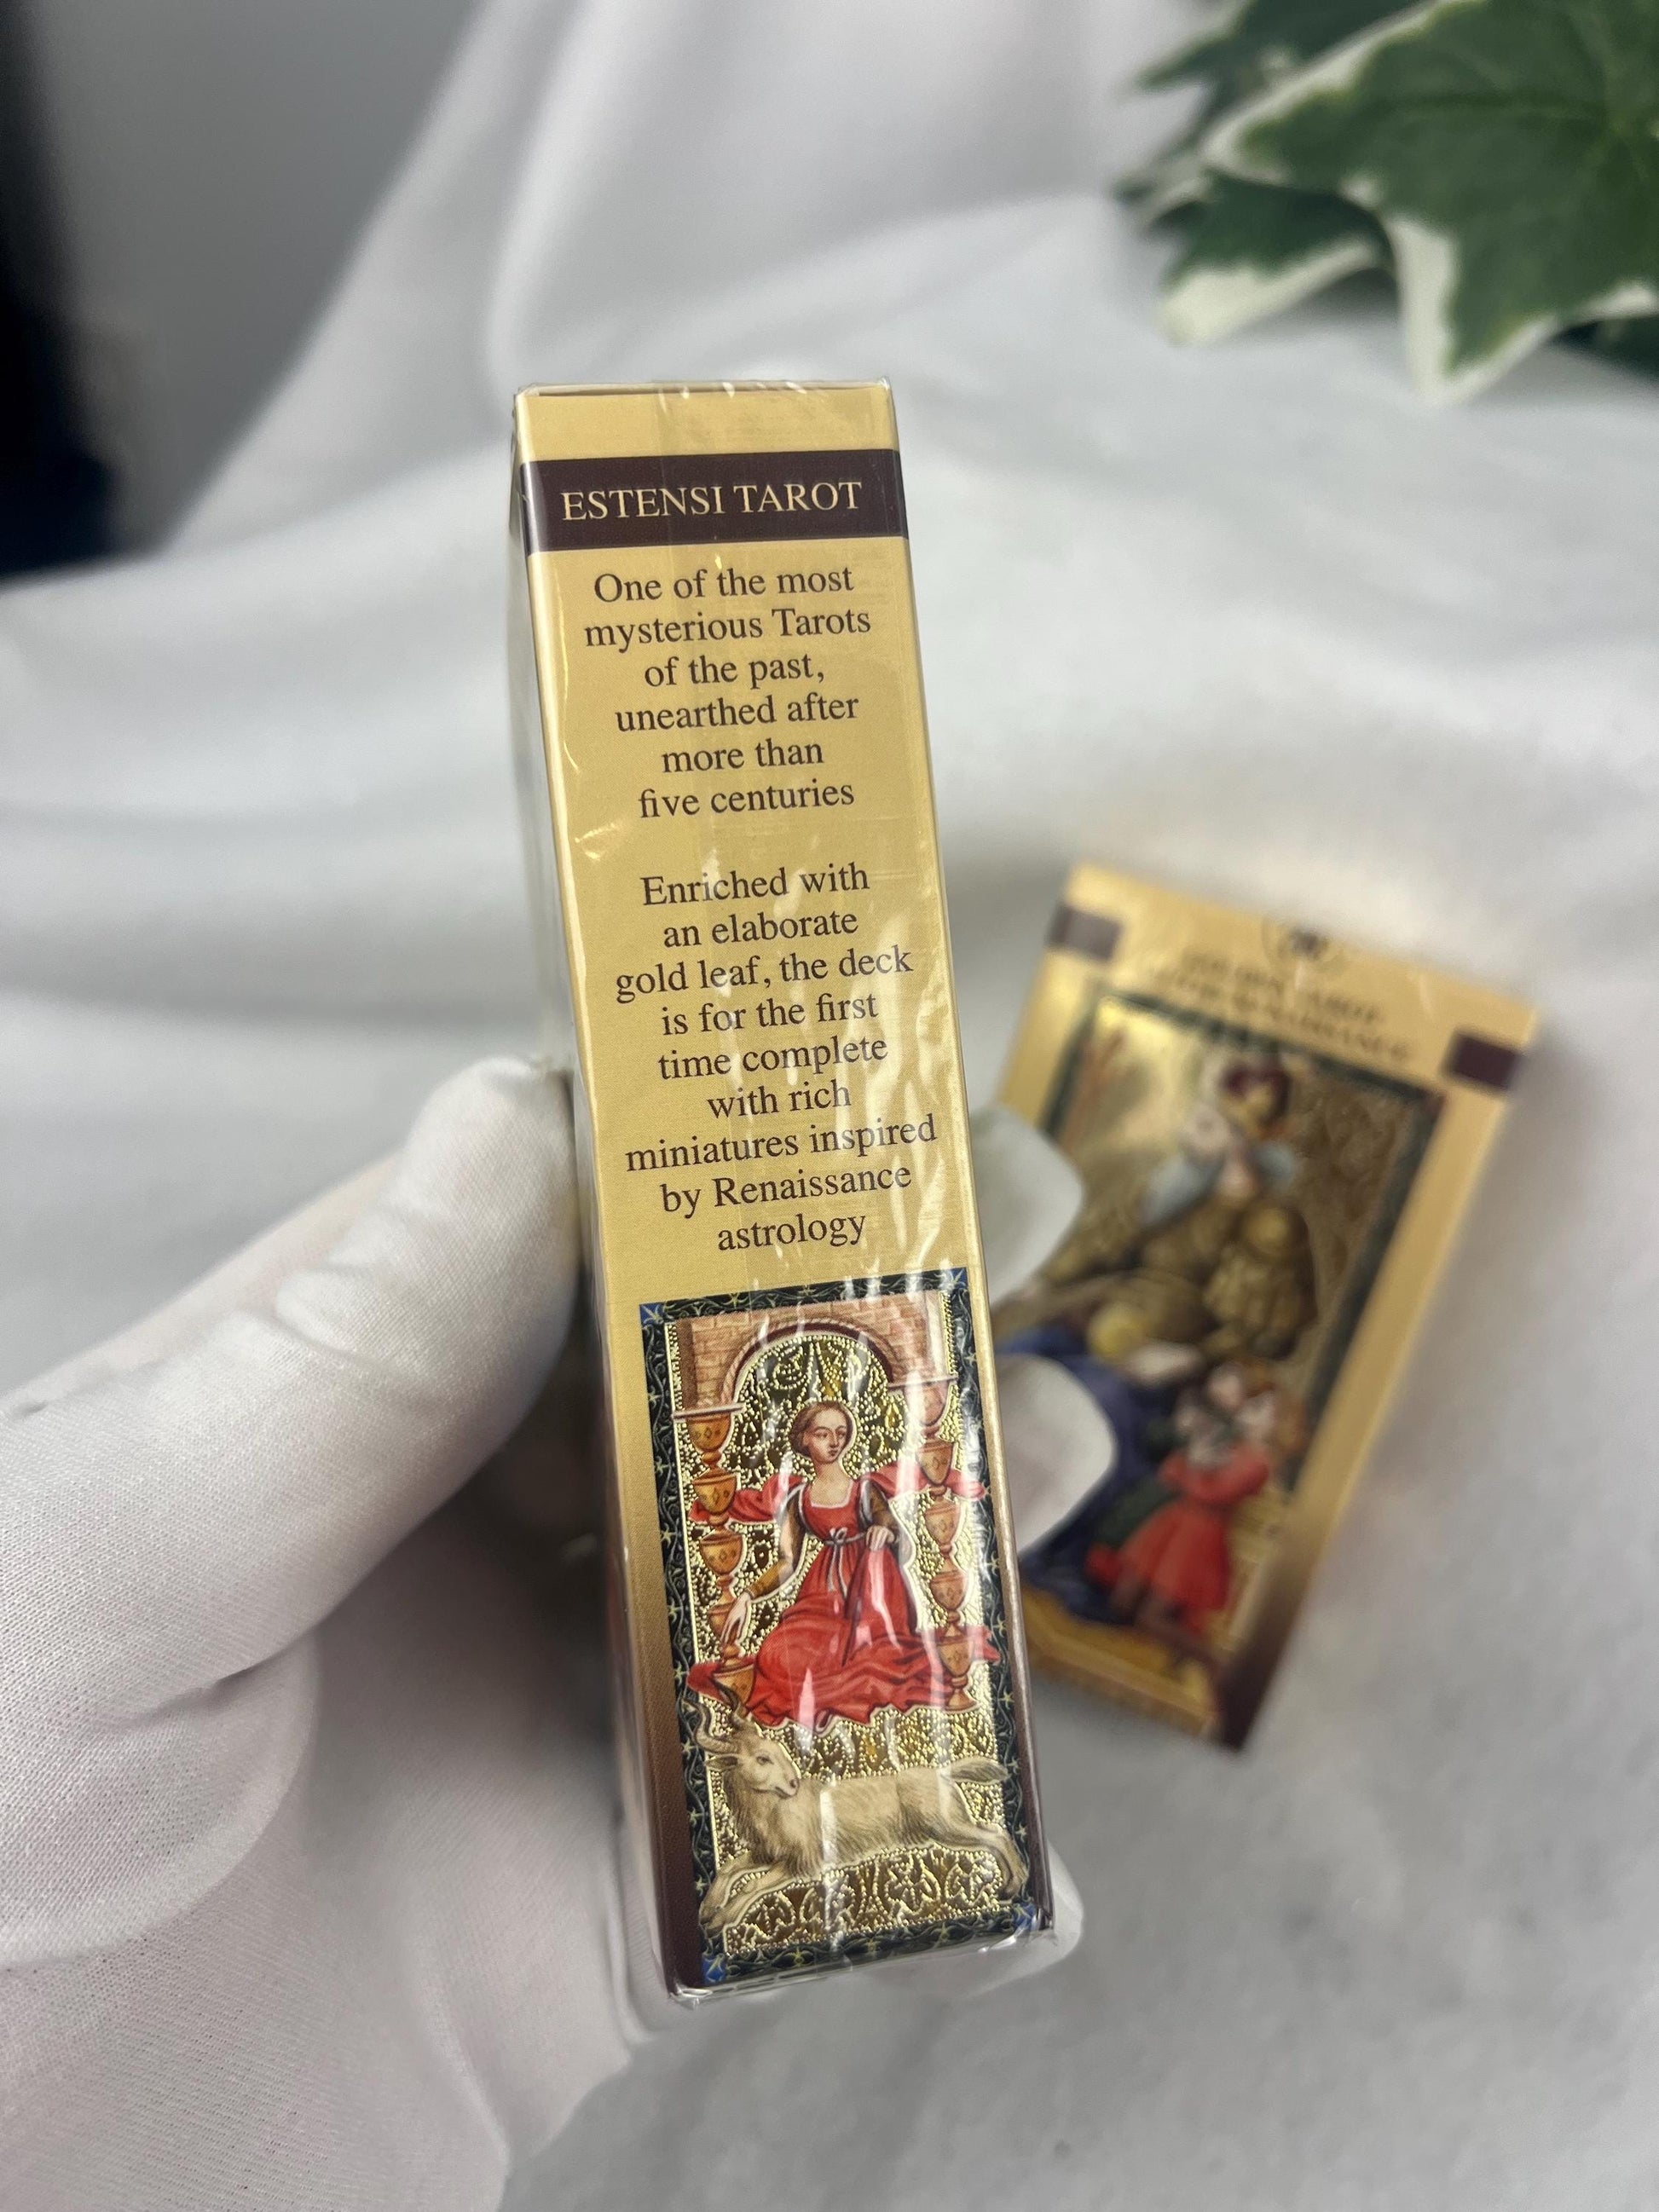 ESTENSI TAROT
One of the most
mysterious Tarots
of the past,
unearthed after
more than
five centuries
Enriched with
an elaborate
gold leaf, the deck
is for the first
time complete
with rich
miniatures inspired
by Renaissance
astrology